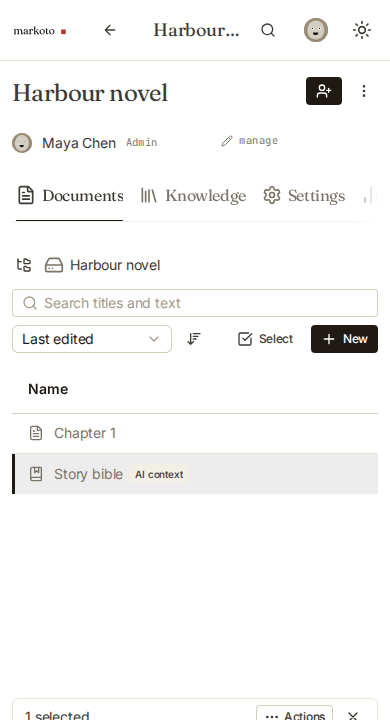 markoto
Harbour...
Harbour novel
Maya Chen Admin
manage
Documents Knowledge Settings
Harbour novel
Search titles and text
Last edited Select New
Name
Chapter 1
Story bible AI context
1 selected Actions